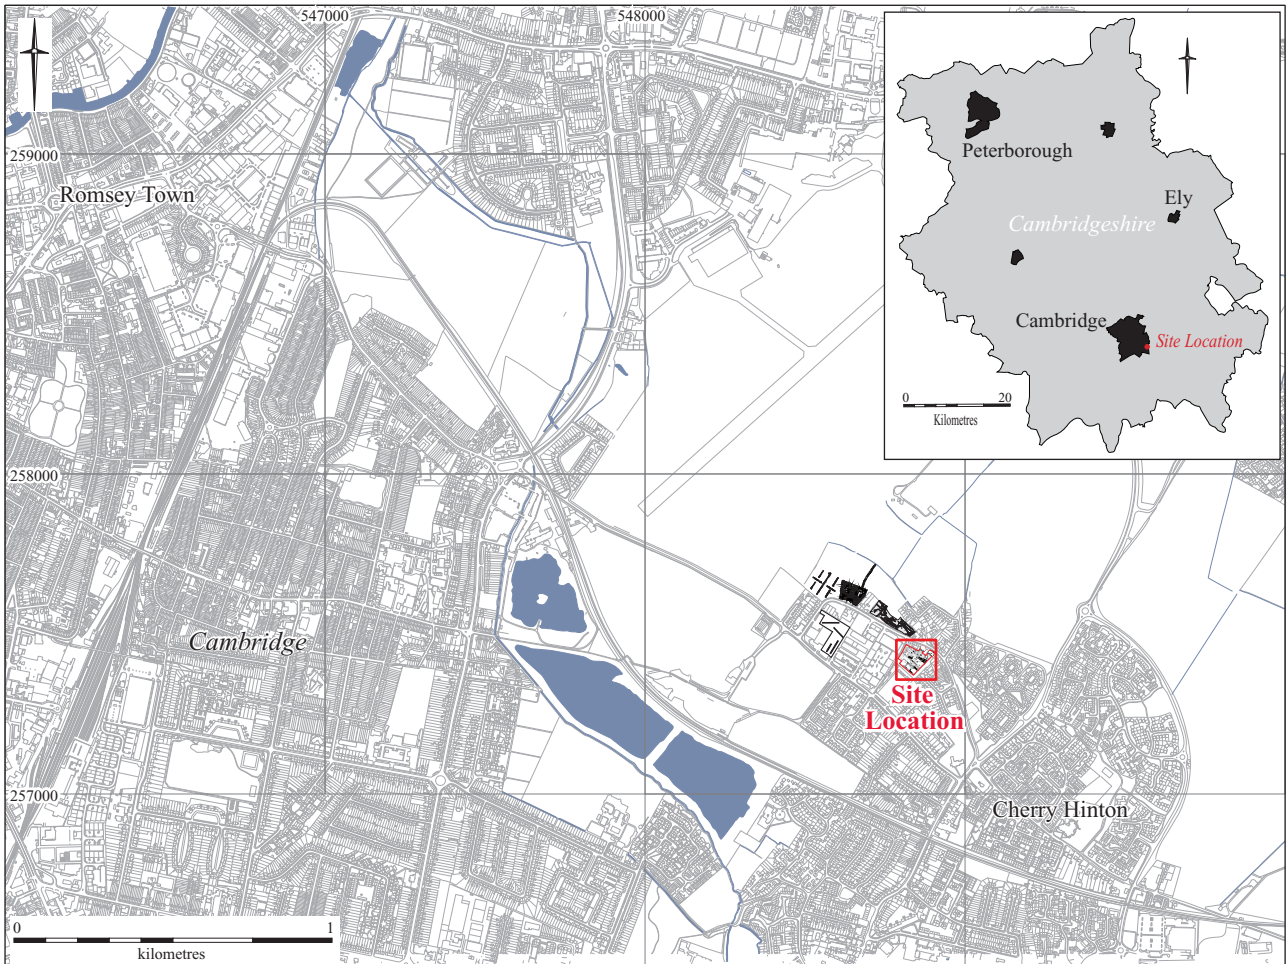 547000
548000
259000
Romsey Town
258000
Cambridge
257000
Site
Location
Cherry Hinton
0 1
kilometres
Peterborough
Ely
Cambridgeshire
Cambridge
Site Location
0 20
Kilometres